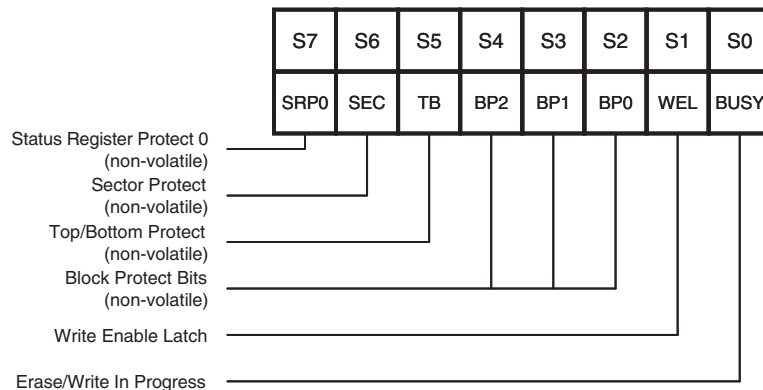 S7 S6 S5 S4 S3 S2 S1 S0
SRP0 SEC TB BP2 BP1 BP0 WEL BUSY
Status Register Protect 0
(non-volatile)
Sector Protect
(non-volatile)
Top/Bottom Protect
(non-volatile)
Block Protect Bits
(non-volatile)
Write Enable Latch
Erase/Write In Progress